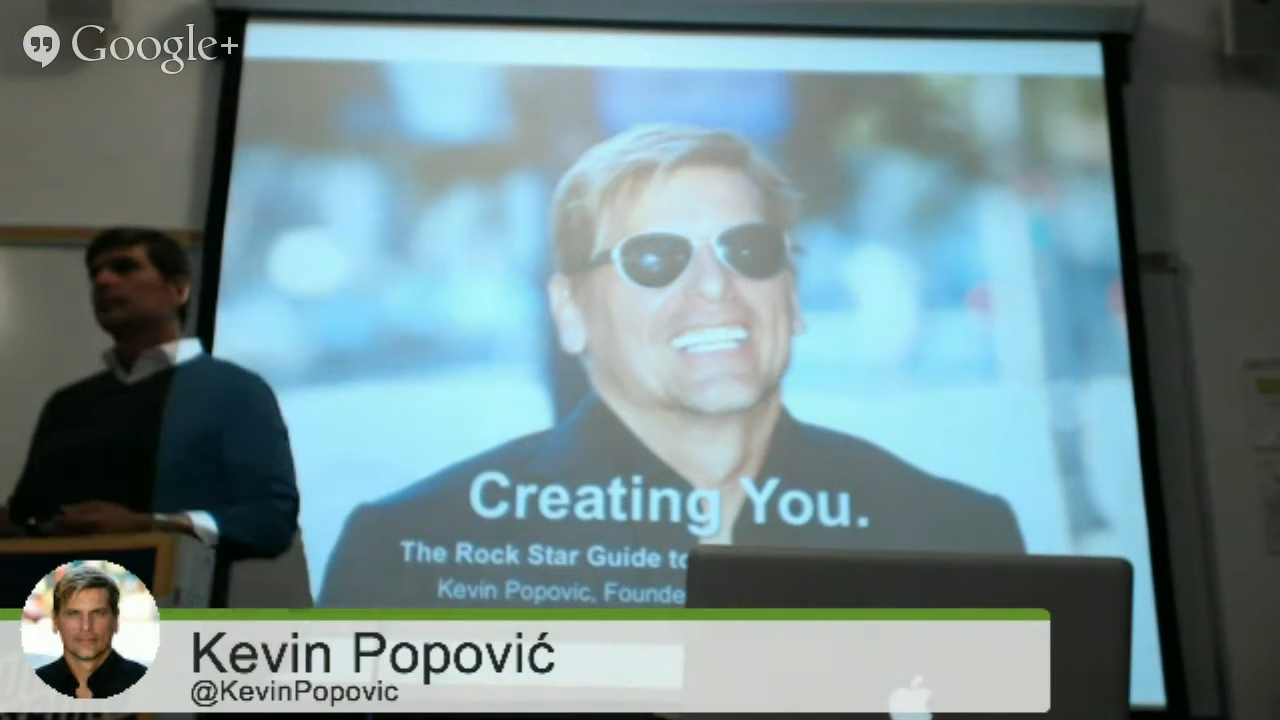 Google+
Creating You.
The Rock Star Guide to
Kevin Popovic, Founde
Kevin Popović
@KevinPopovic